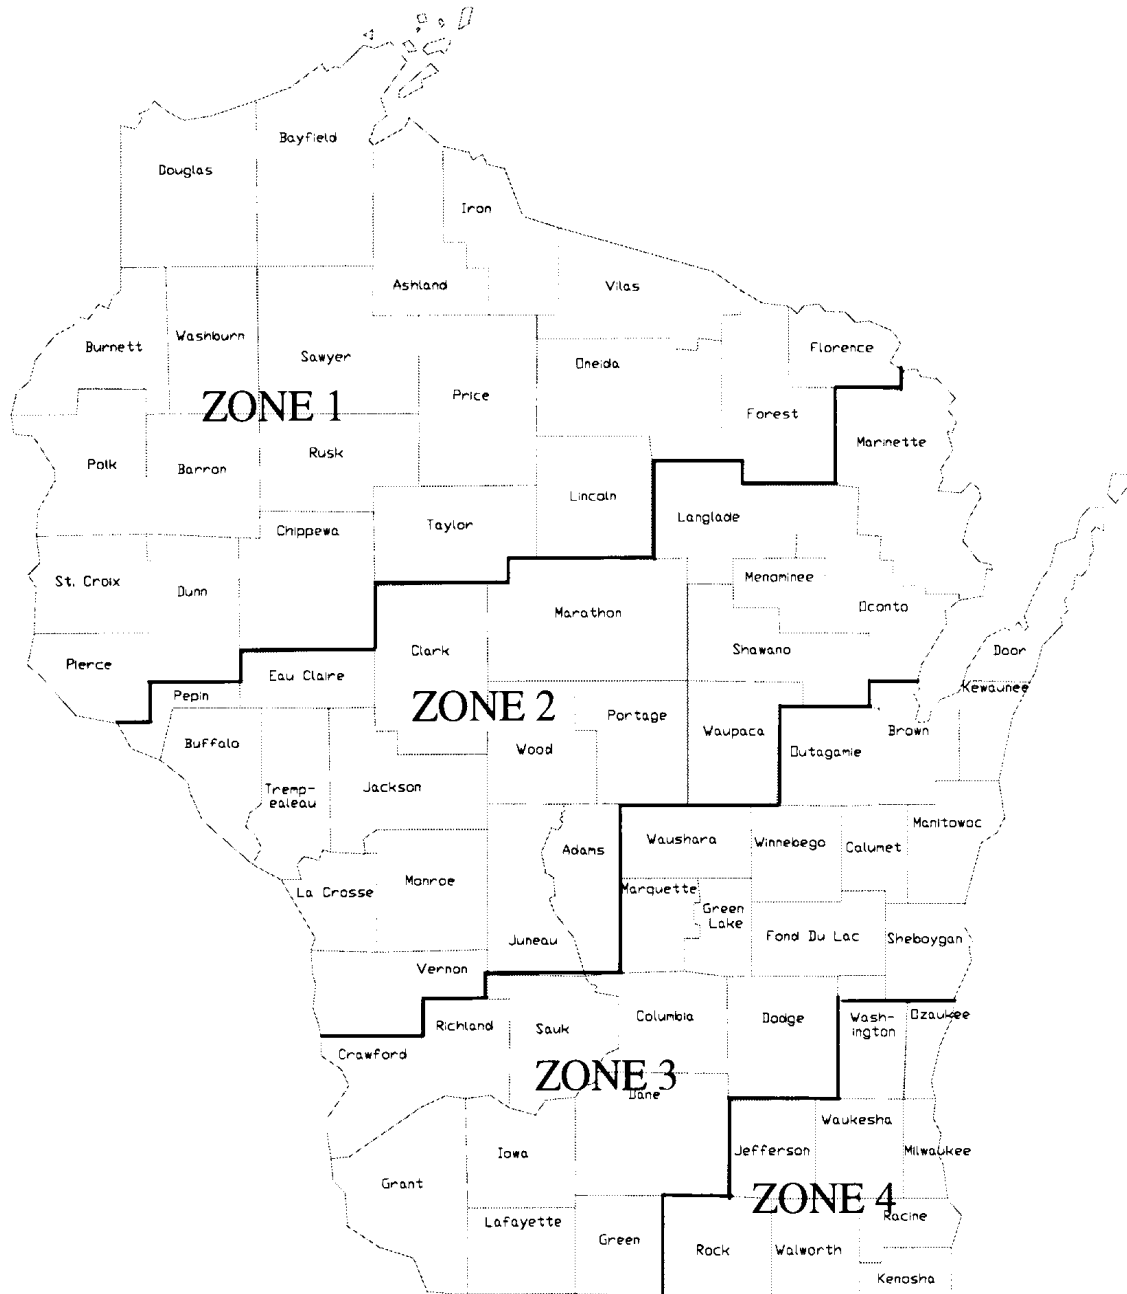 Bayfield
Douglas
Iron
Ashland
Vilas
Washburn
Burnett
Sawyer
Florence
Oneida
Price
ZONE 1
Forest
Marinette
Rusk
Polk
Barron
Lincoln
Langlade
Taylor
Chippewa
St. Croix
Dunn
Menominee
Marathon
Oconto
Clark
Shawano
Door
Pierce
Eau Claire
Kewaunee
Pepin
ZONE 2
Portage
Waupaca
Brown
Buffalo
Wood
Outagamie
Tremp-
ealeau
Jackson
Manitowoc
Waushara
Winnebego
Calumet
Adams
Monroe
La Crosse
Marquette
Green
Lake
Juneau
Fond Du Lac
Sheboygan
Vernon
Richland
Sauk
Columbia
Dodge
Wash-
ington
Ozaukee
Crawford
ZONE 3
Dane
Waukesha
Iowa
Jefferson
Milwaukee
Grant
ZONE 4
Racine
Lafayette
Green
Rock
Walworth
Kenosha